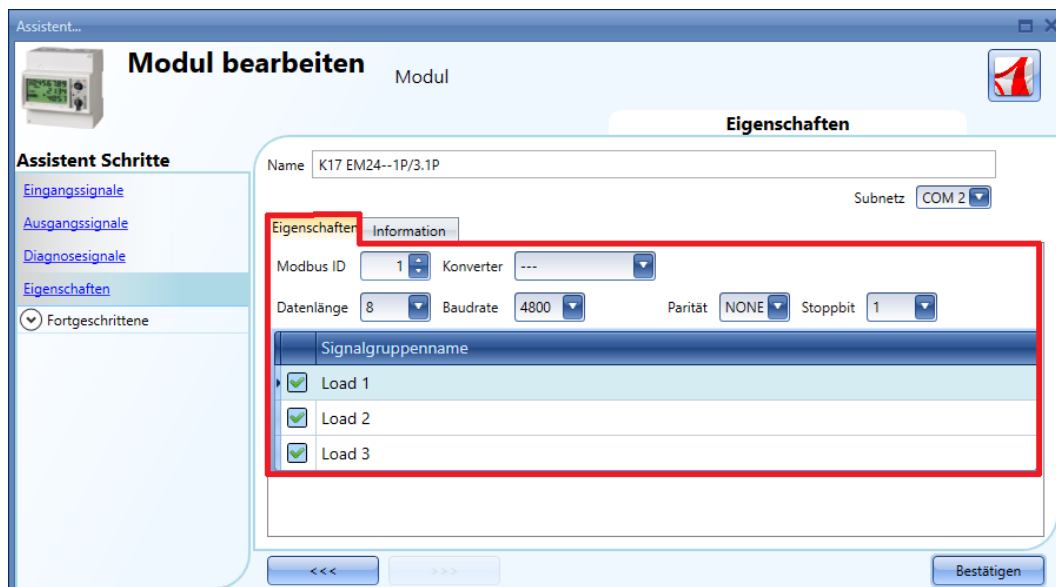 Assistent...
Modul bearbeiten
Modul
Eigenschaften
Assistent Schritte
Eingangssignale
Ausgangssignale
Diagnosesignale
Eigenschaften
Fortgeschrittene
Name K17 EM24--1P/3.1P
Subnetz COM 2
Eigenschaften Information
Modbus ID 1 Konverter ---
Datenlänge 8 Baudrate 4800 Parität NONE Stoppbit 1
Signalgruppenname
Load 1
Load 2
Load 3
<<< >>> Bestätigen